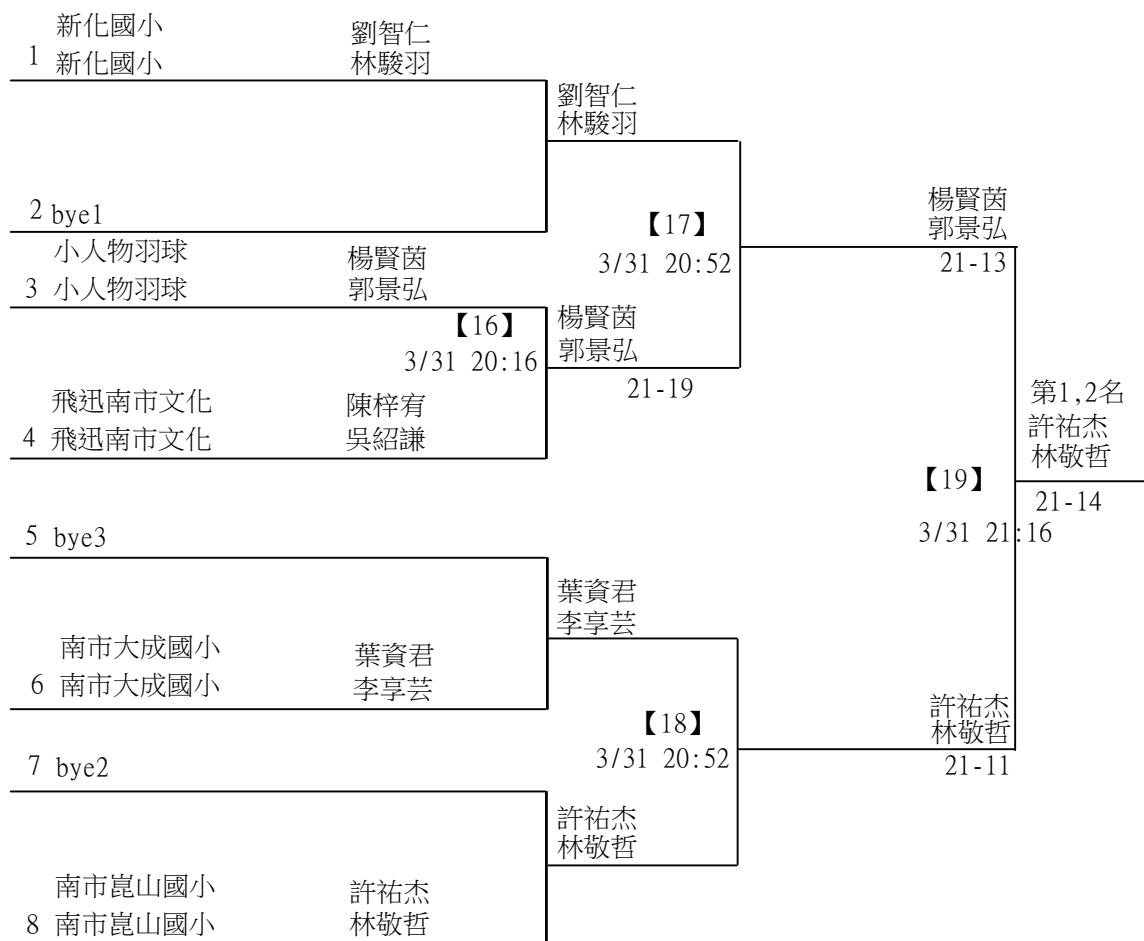 新化國小 劉智仁
1 新化國小 林駿羽
劉智仁
林駿羽
2 bye1
【17】
3/31 20:52
楊賢茵
郭景弘
21-13
小人物羽球 楊賢茵
3 小人物羽球 郭景弘
【16】
3/31 20:16
楊賢茵
郭景弘
21-19
飛迅南市文化 陳梓宥
4 飛迅南市文化 吳紹謙
第1,2名
許祐杰
林敬哲
21-14
【19】
3/31 21:16
5 bye3
葉資君
李享芸
南市大成國小 葉資君
6 南市大成國小 李享芸
【18】
3/31 20:52
許祐杰
林敬哲
21-11
7 bye2
許祐杰
林敬哲
南市崑山國小 許祐杰
8 南市崑山國小 林敬哲